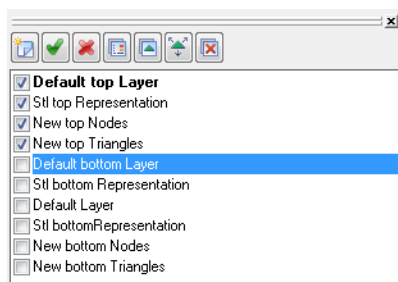 Default top Layer
Stl top Representation
New top Nodes
New top Triangles
Default bottom Layer
Stl bottom Representation
Default Layer
Stl bottomRepresentation
New bottom Nodes
New bottom Triangles